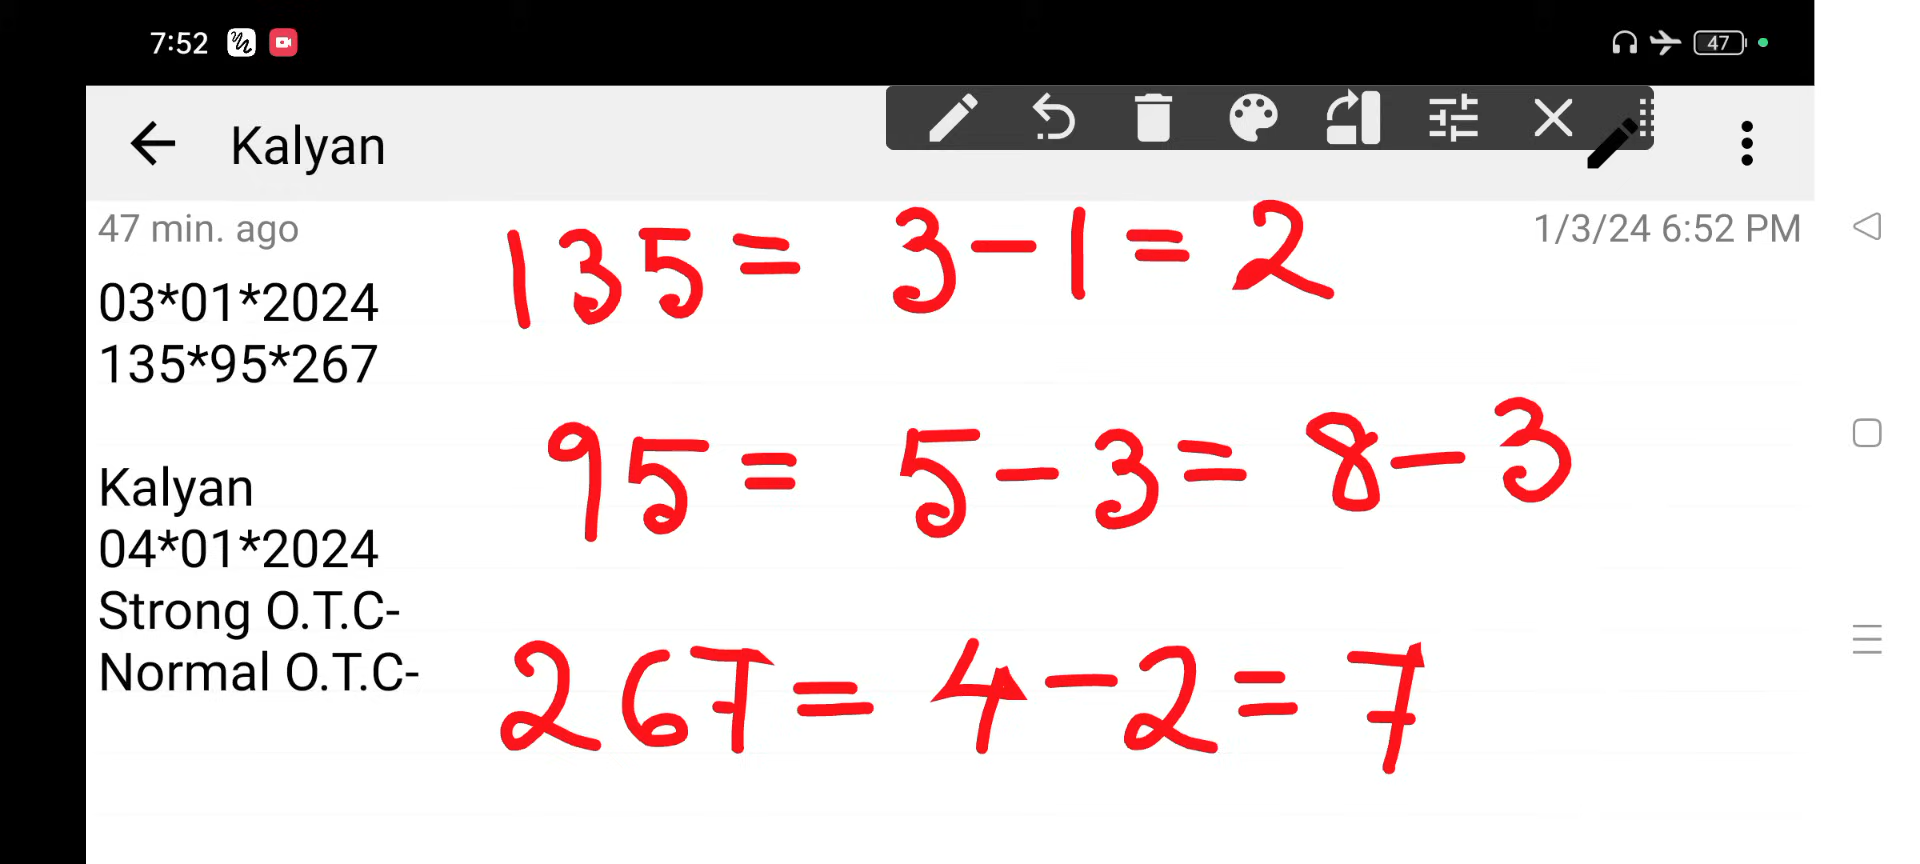 7:52
47
Kalyan
47 min. ago
1/3/24 6:52 PM
03*01*2024
135*95*267
Kalyan
04*01*2024
Strong O.T.C-
Normal O.T.C-
135= 3-1=2
95= 5-3=8-3
267=4-2=7